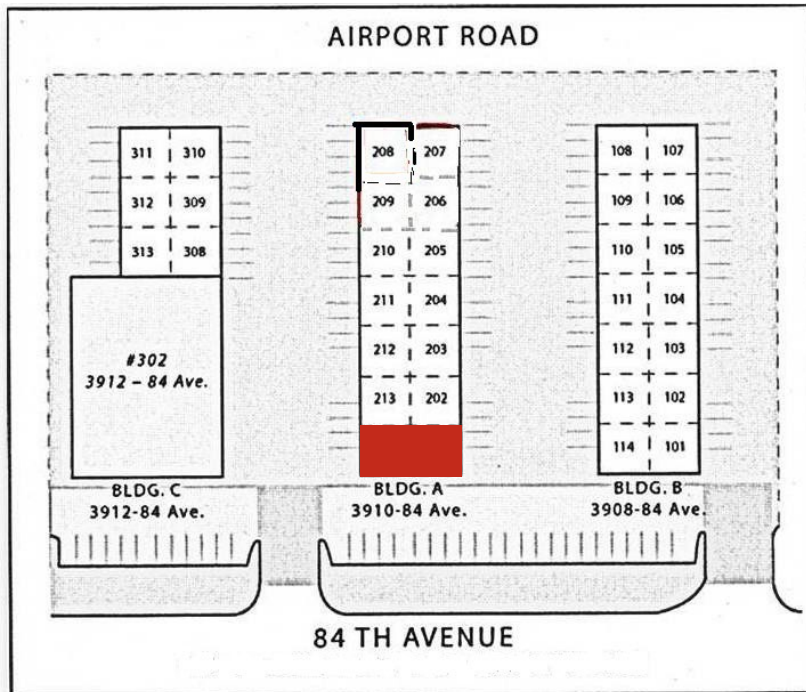 AIRPORT ROAD
311 310
312 309
313 308
#302
3912 – 84 Ave.
BLDG. C
3912-84 Ave.
208 207
209 206
210 205
211 204
212 203
213 202
BLDG. A
3910-84 Ave.
108 107
109 106
110 105
111 104
112 103
113 102
114 101
BLDG. B
3908-84 Ave.
84 TH AVENUE